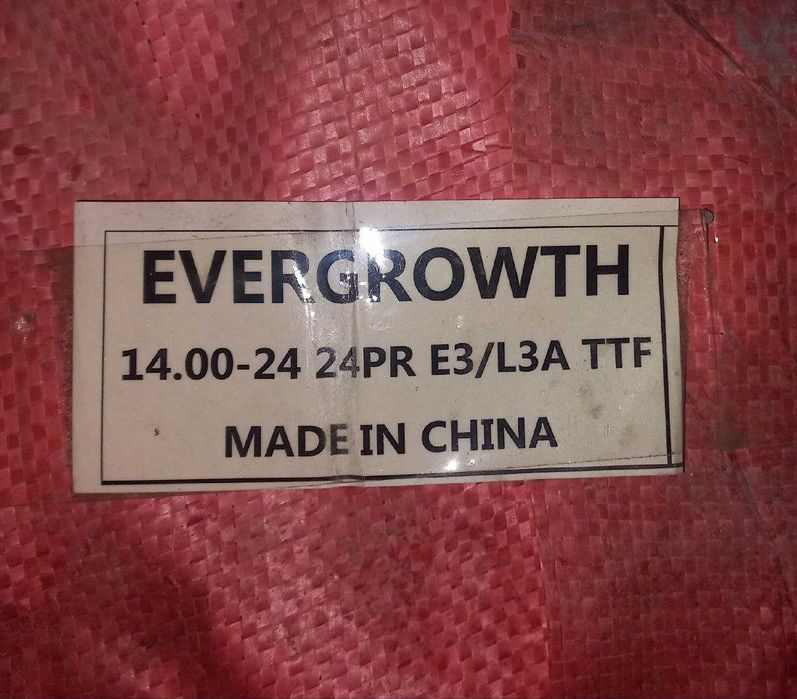 EVERGROWTH
14.00-24 24PR E3/L3A TTF
MADE IN CHINA